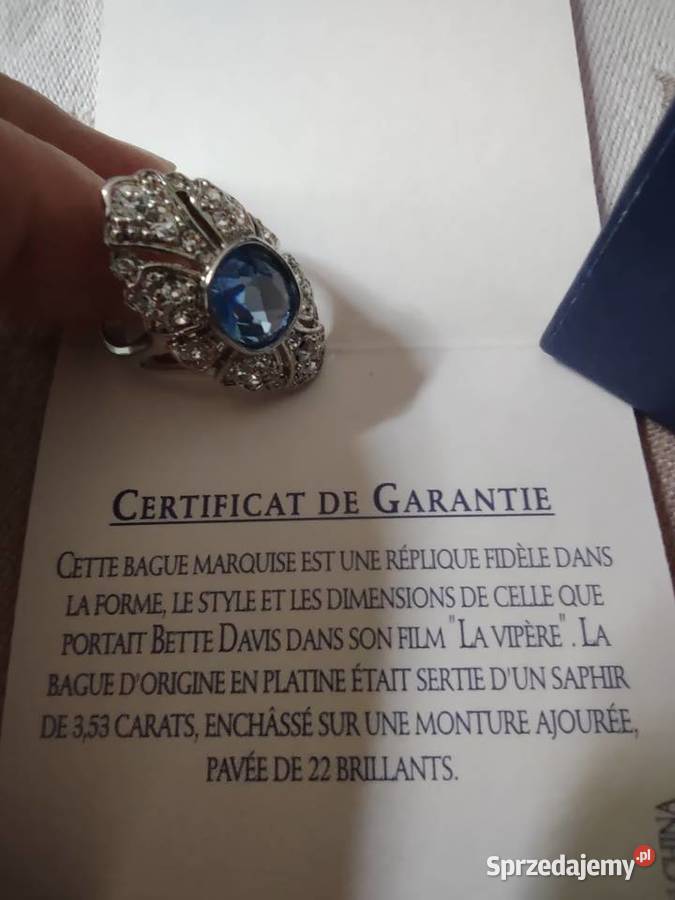 CERTIFICAT DE GARANTIE
CETTE BAGUE MARQUISE EST UNE RÉPLIQUE FIDÈLE DANS
LA FORME, LE STYLE ET LES DIMENSIONS DE CELLE QUE
PORTAIT BETTE DAVIS DANS SON FILM "LA VIPÈRE". LA
BAGUE D'ORIGINE EN PLATINE ÉTAIT SERTIE D'UN SAPHIR
DE 3,53 CARATS, ENCHÂSSÉ SUR UNE MONTURE AJOURÉE,
PAVÉE DE 22 BRILLANTS.
CHINA
Sprzedajemy.pl